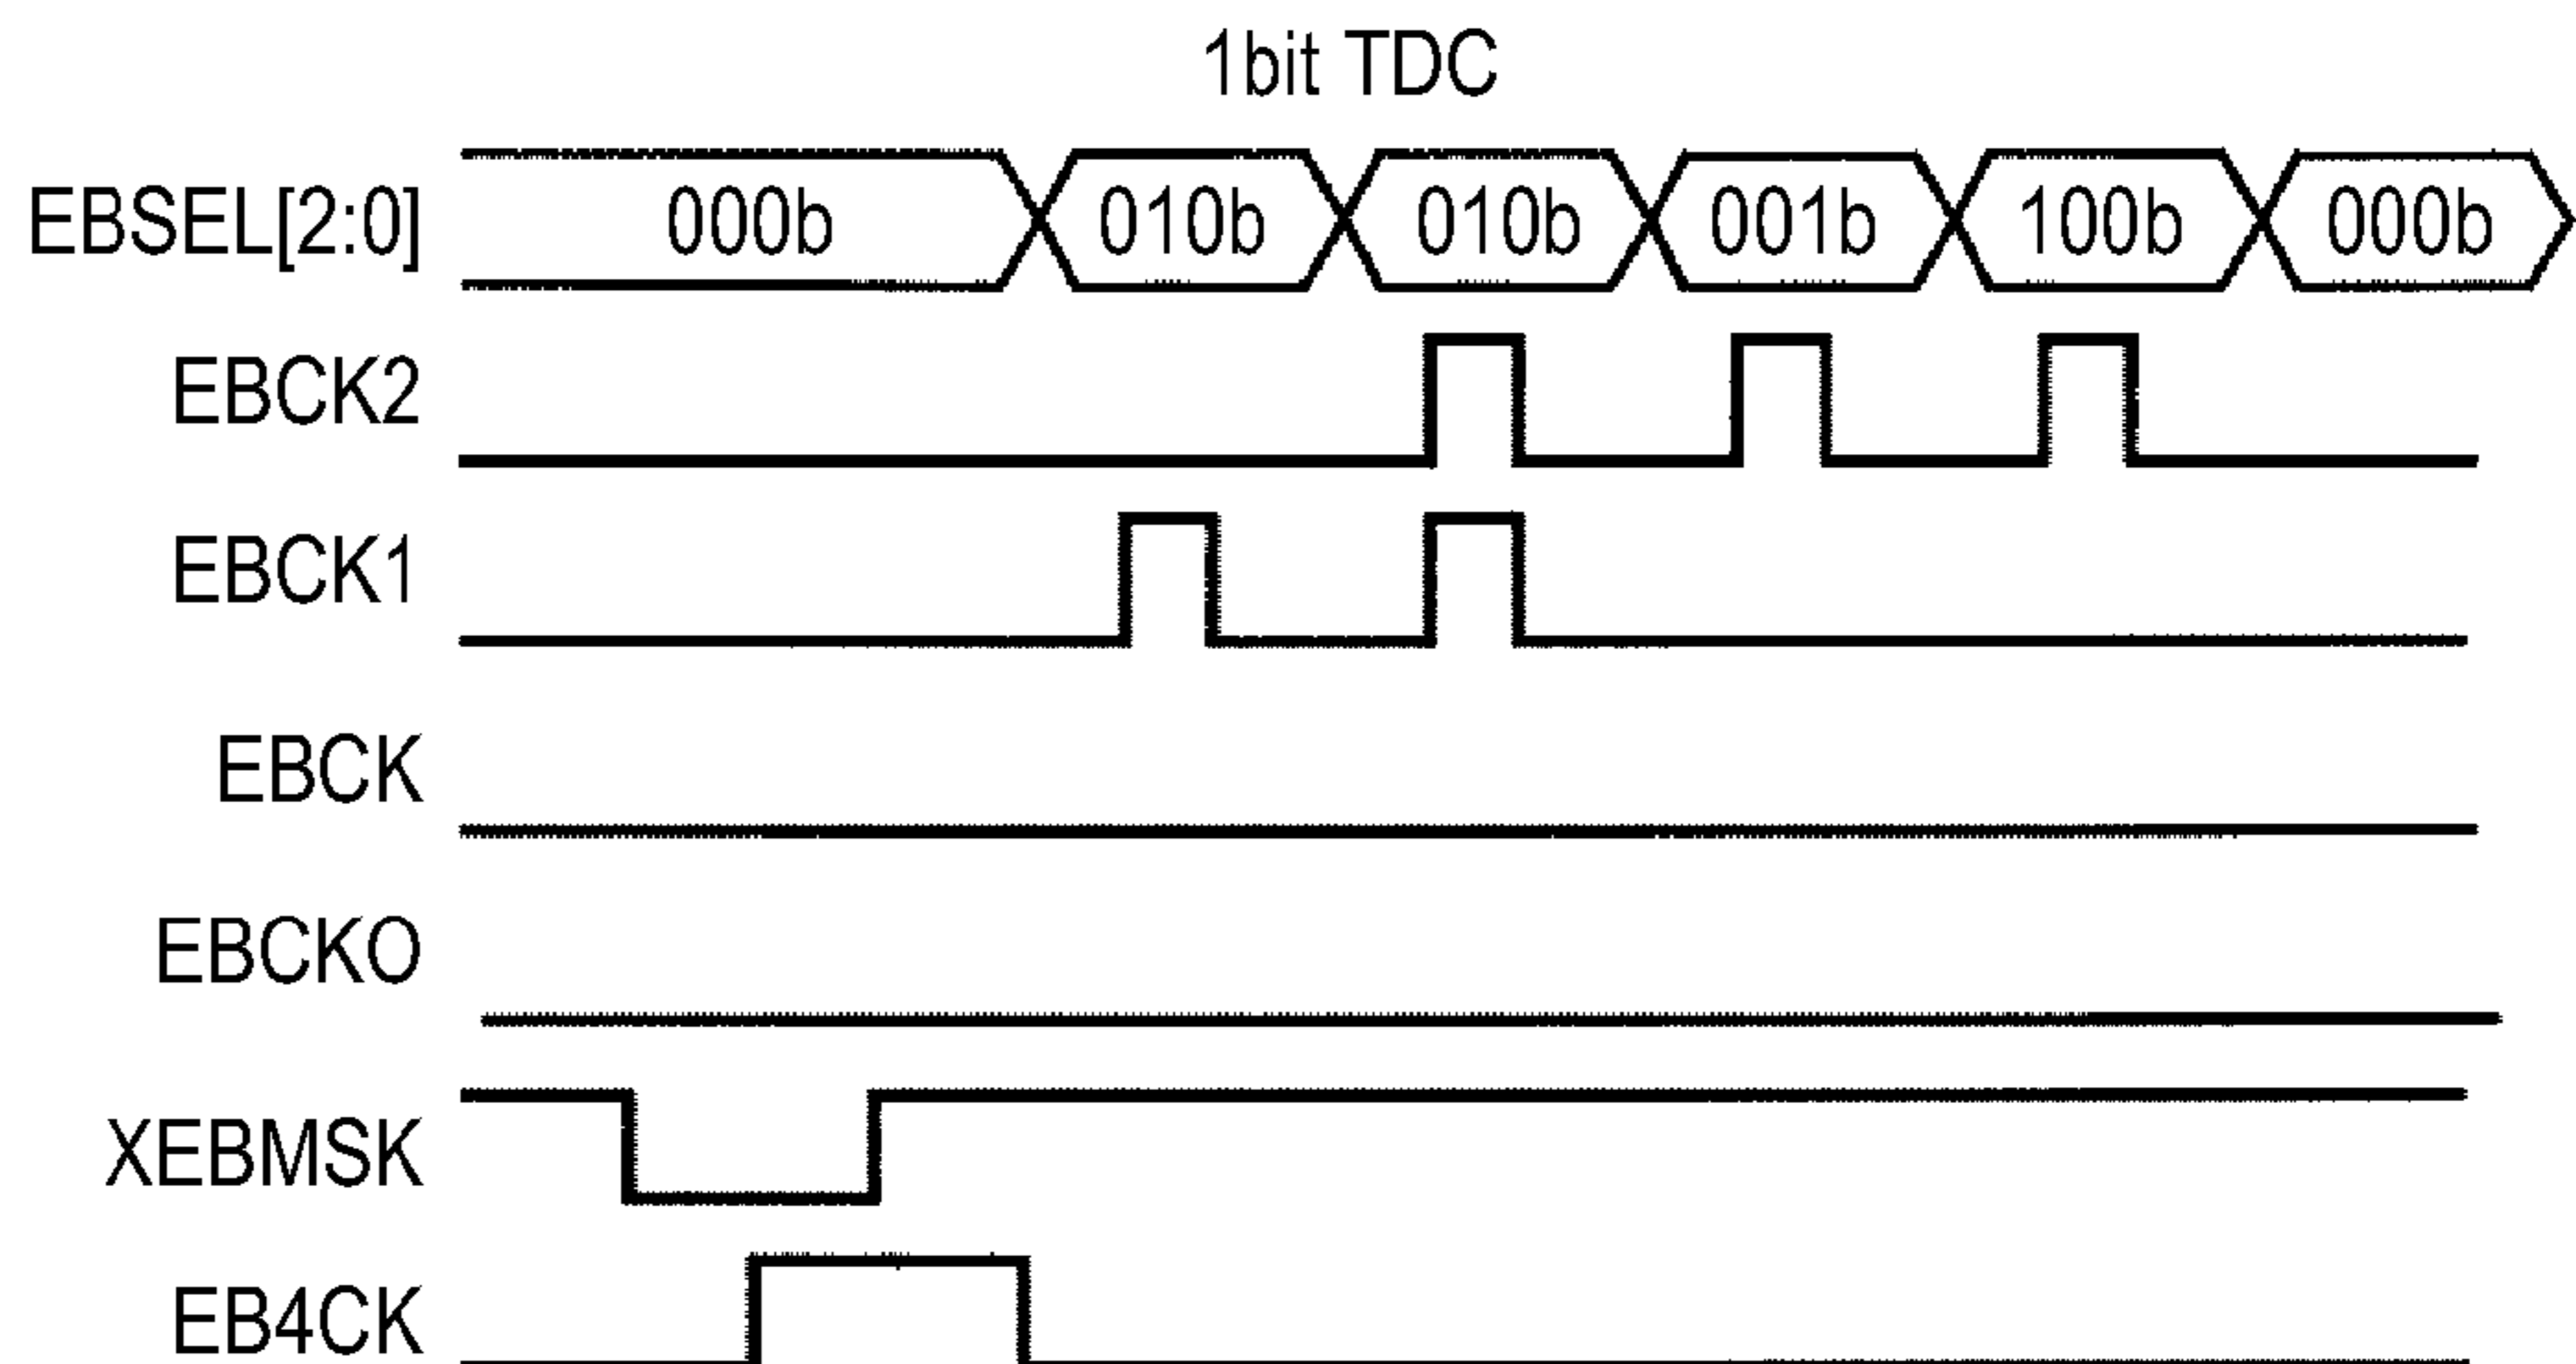 1bit TDC
EBSEL[2:0] 000b 010b 010b 001b 100b 000b
EBCK2
EBCK1
EBCK
EBCKO
XEBMSK
EB4CK